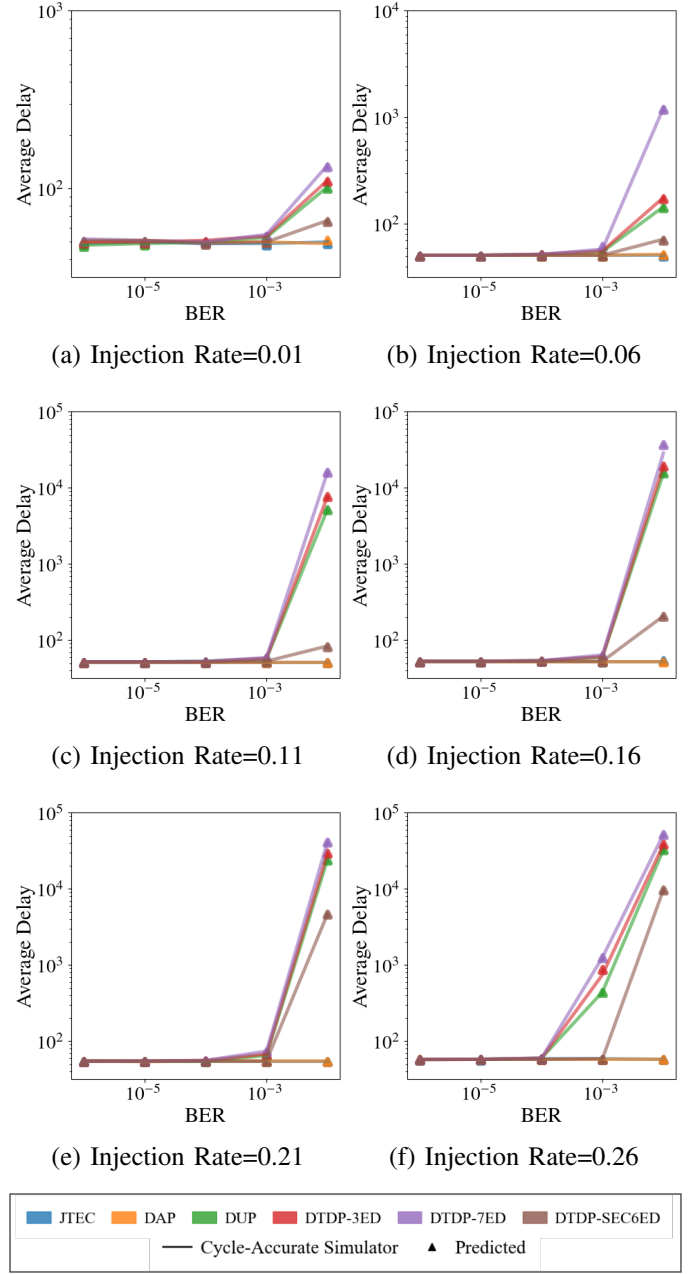 10³
10²
Average Delay
10⁻⁵
10⁻³
BER
(a) Injection Rate=0.01
10⁴
10³
10²
Average Delay
10⁻⁵
10⁻³
BER
(b) Injection Rate=0.06
10⁵
10⁴
10³
10²
Average Delay
10⁻⁵
10⁻³
BER
(c) Injection Rate=0.11
10⁵
10⁴
10³
10²
Average Delay
10⁻⁵
10⁻³
BER
(d) Injection Rate=0.16
10⁵
10⁴
10³
10²
Average Delay
10⁻⁵
10⁻³
BER
(e) Injection Rate=0.21
10⁵
10⁴
10³
10²
Average Delay
10⁻⁵
10⁻³
BER
(f) Injection Rate=0.26
JTEC DAP DUP DTDP-3ED DTDP-7ED DTDP-SEC6ED
Cycle-Accurate Simulator Predicted